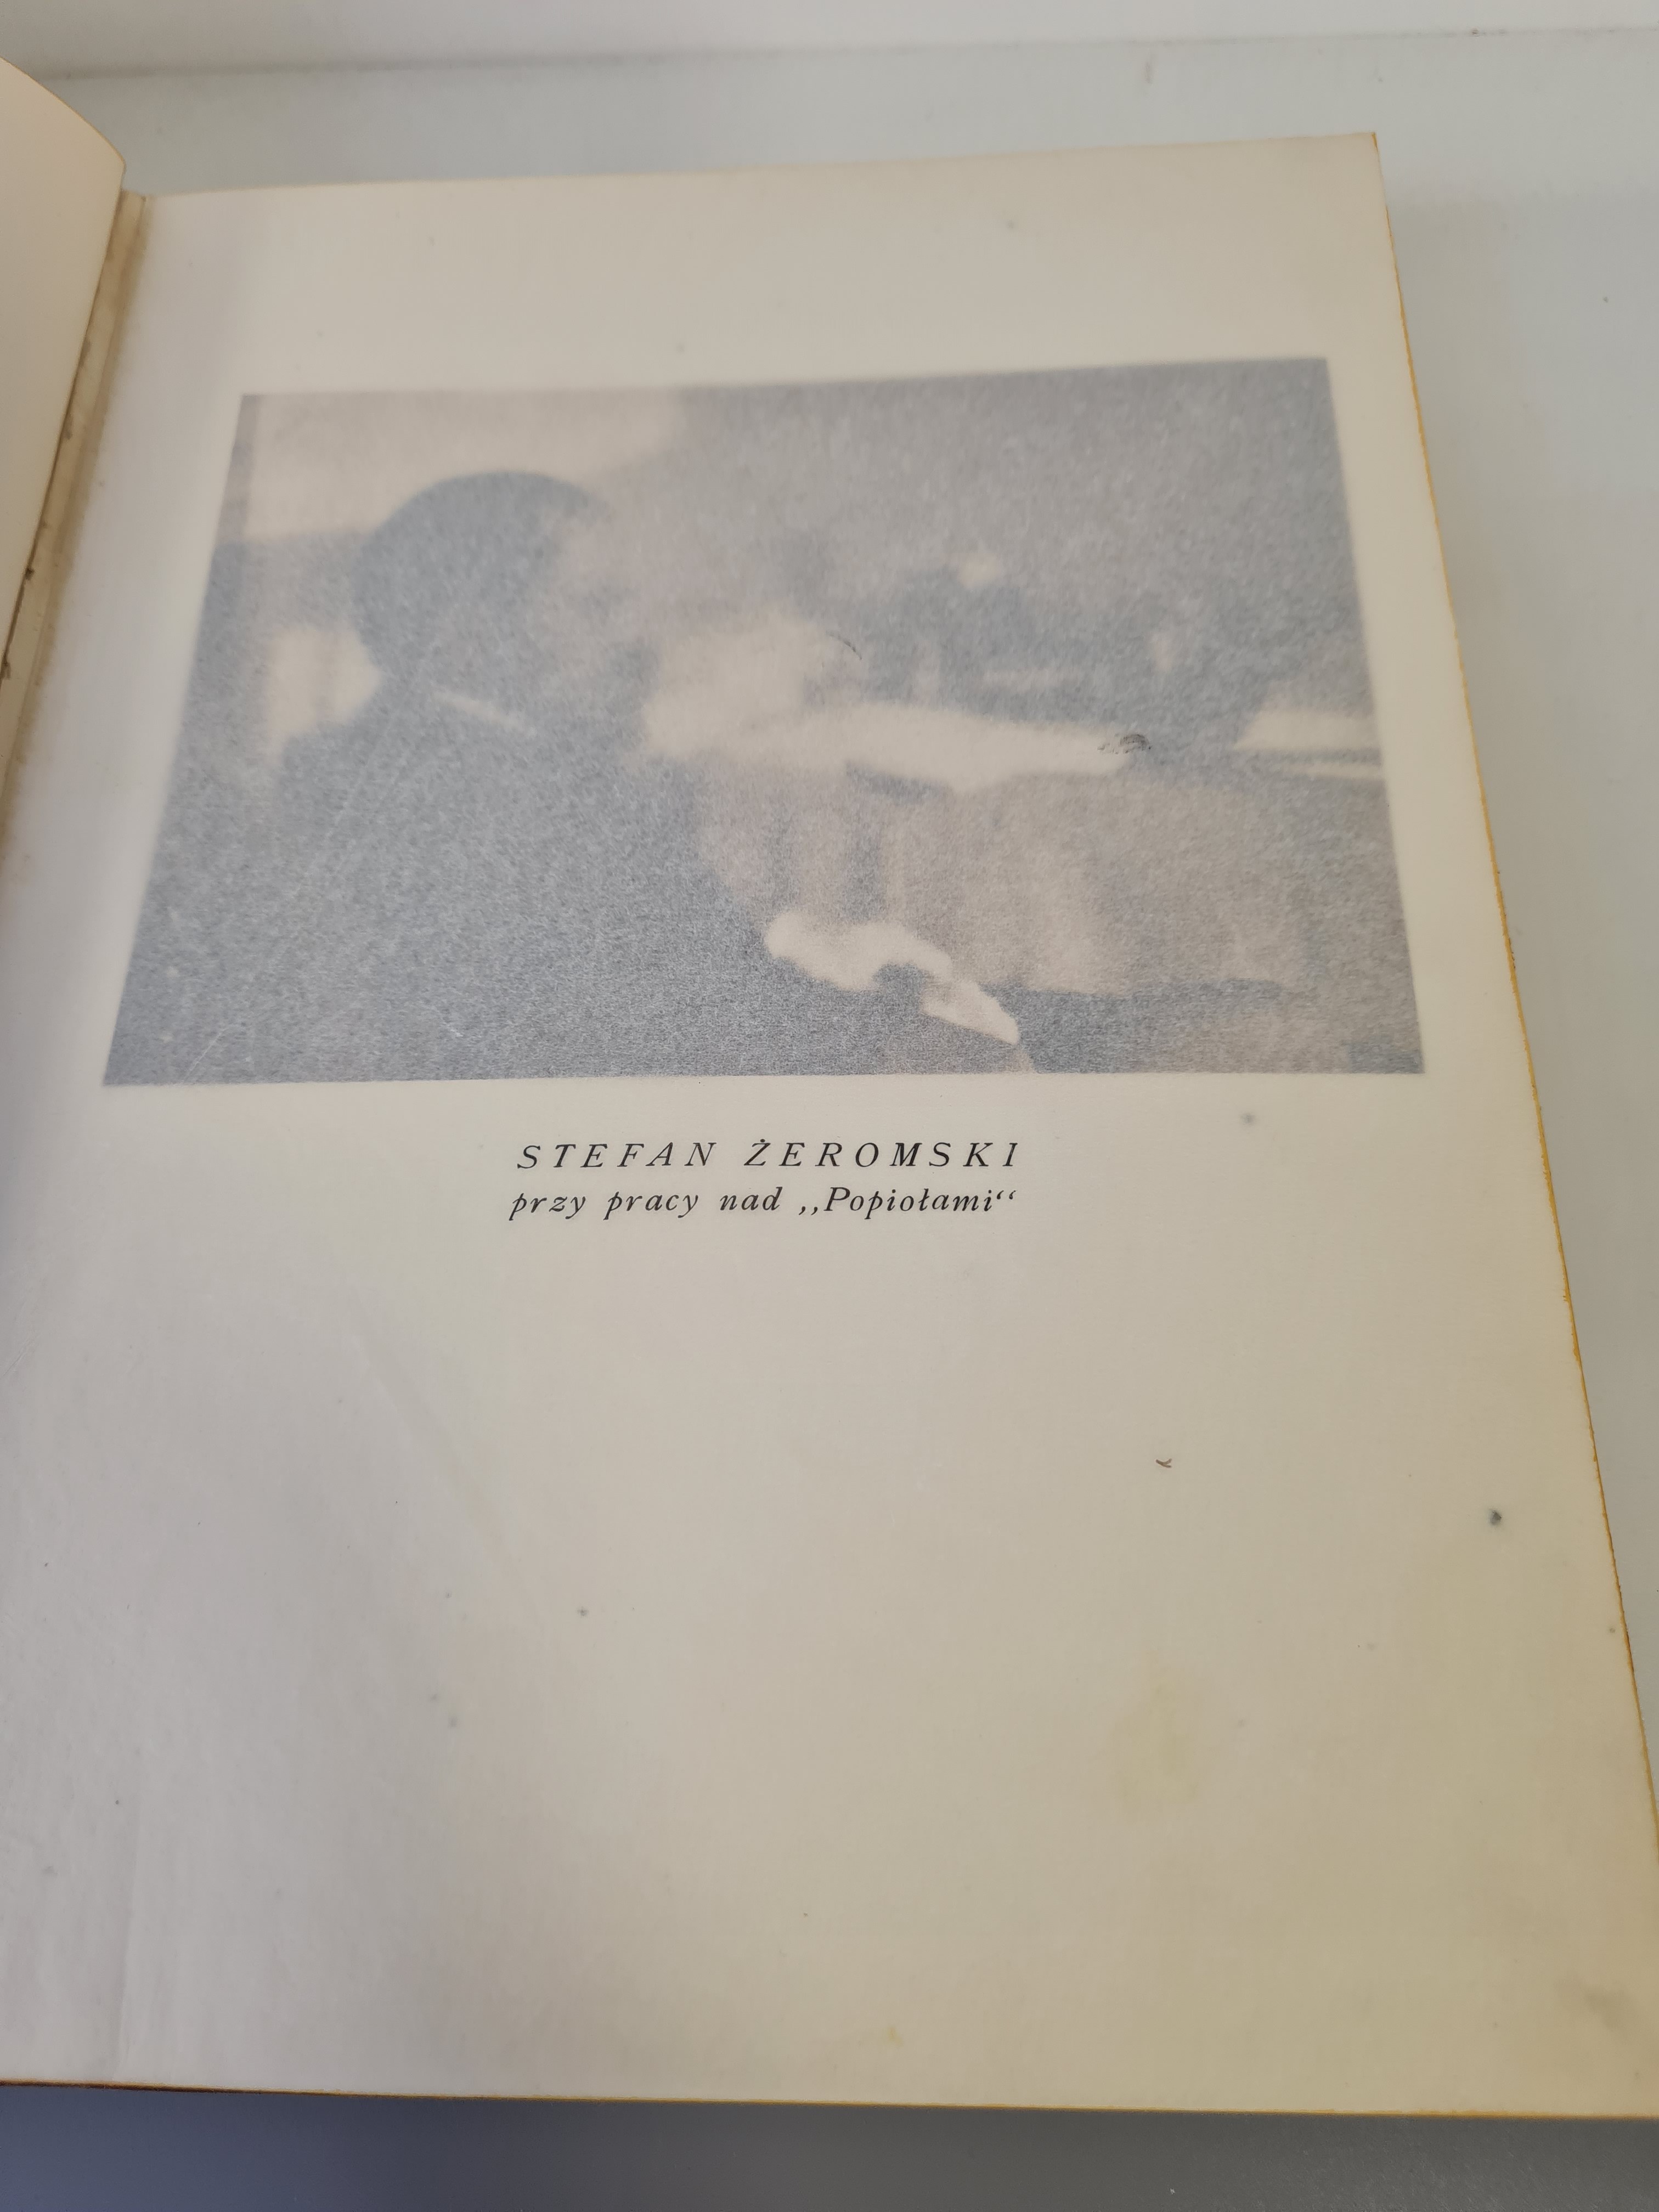 STEFAN ŻEROMSKI
przy pracy nad ,,Popiołami“